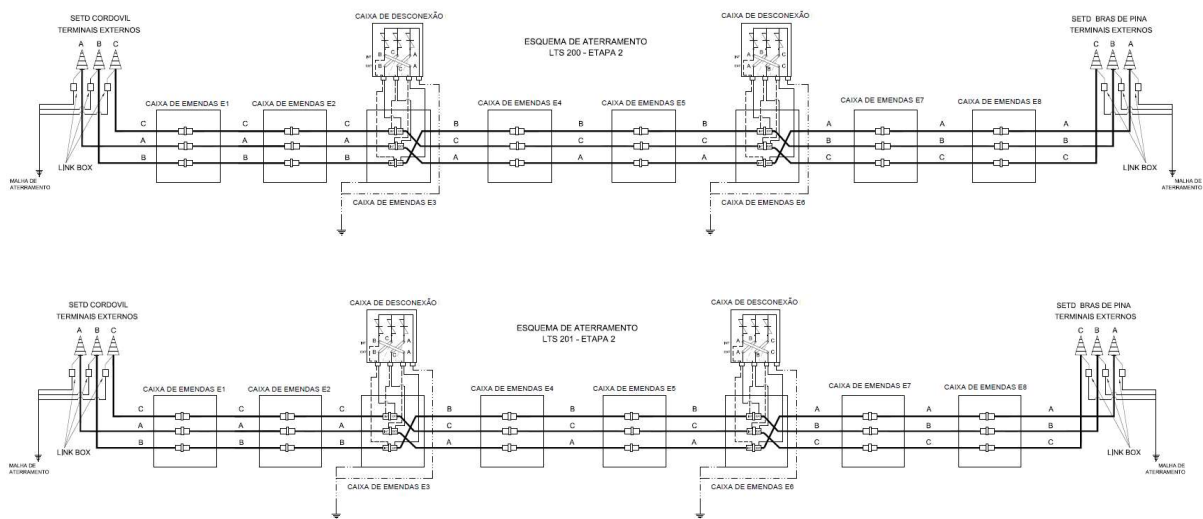 CAIXA DE DESCONEXÃO
CAIXA DE DESCONEXÃO
SETD CORDOVIL
TERMINAIS EXTERNOS
A B C
ESQUEMA DE ATERRAMENTO
LTS 200 - ETAPA 2
SETD BRAS DE PINA
TERMINAIS EXTERNOS
C B A
CAIXA DE EMENDAS E1
CAIXA DE EMENDAS E2
CAIXA DE EMENDAS E4
CAIXA DE EMENDAS E5
CAIXA DE EMENDAS E7
CAIXA DE EMENDAS E8
C C C B B B A A A
A A A C C C B B B
B B B A A A C C C
LINK BOX
LINK BOX
MALHA DE
ATERRAMENTO
MALHA DE
ATERRAMENTO
CAIXA DE EMENDAS E3
CAIXA DE EMENDAS E6
CAIXA DE DESCONEXÃO
CAIXA DE DESCONEXÃO
SETD CORDOVIL
TERMINAIS EXTERNOS
A B C
ESQUEMA DE ATERRAMENTO
LTS 201 - ETAPA 2
SETD BRAS DE PINA
TERMINAIS EXTERNOS
C B A
CAIXA DE EMENDAS E1
CAIXA DE EMENDAS E2
CAIXA DE EMENDAS E4
CAIXA DE EMENDAS E5
CAIXA DE EMENDAS E7
CAIXA DE EMENDAS E8
C C C B B B A A A
A A A C C C B B B
B B B A A A C C C
LINK BOX
LINK BOX
MALHA DE
ATERRAMENTO
MALHA DE
ATERRAMENTO
CAIXA DE EMENDAS E3
CAIXA DE EMENDAS E6